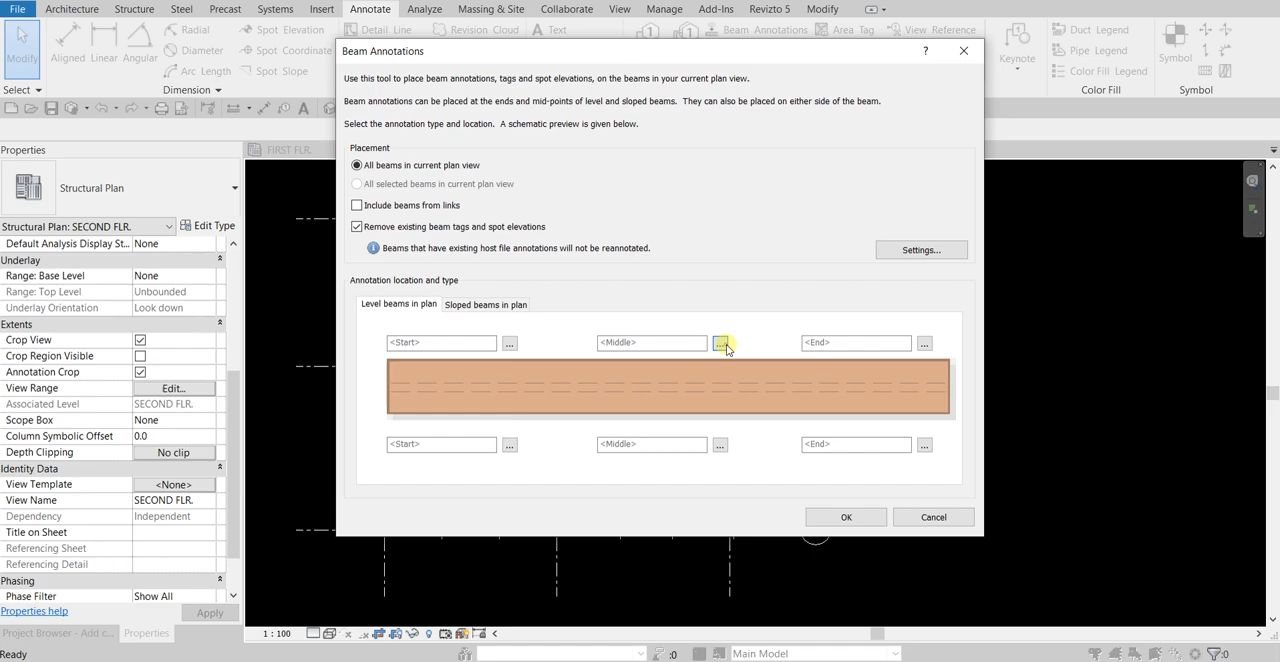 File Architecture Structure Steel Precast Systems Insert Annotate Analyze Massing & Site Collaborate View Manage Add-Ins Revizto 5 Modify
Modify
Select
Aligned Linear Angular
Radial
Diameter
Arc Length
Spot Elevation
Spot Coordinate
Spot Slope
Dimension
Detail Line
Revision Cloud
Text
Beam Annotations
Area Tag
View Reference
Keynote
Duct Legend
Pipe Legend
Color Fill Legend
Color Fill
Symbol
Symbol
Properties
Structural Plan
Structural Plan: SECOND FLR.
Edit Type
Default Analysis Display St... None
Underlay
Range: Base Level None
Range: Top Level Unbounded
Underlay Orientation Look down
Extents
Crop View
Crop Region Visible
Annotation Crop
View Range Edit...
Associated Level SECOND FLR.
Scope Box None
Column Symbolic Offset 0.0
Depth Clipping No clip
Identity Data
View Template <None>
View Name SECOND FLR.
Dependency Independent
Title on Sheet
Referencing Sheet
Referencing Detail
Phasing
Phase Filter Show All
Properties help
Apply
Project Browser - Add c... Properties
FIRST FLR.
Beam Annotations
?
Use this tool to place beam annotations, tags and spot elevations, on the beams in your current plan view.
Beam annotations can be placed at the ends and mid-points of level and sloped beams. They can also be placed on either side of the beam.
Select the annotation type and location. A schematic preview is given below.
Placement
All beams in current plan view
All selected beams in current plan view
Include beams from links
Remove existing beam tags and spot elevations
Beams that have existing host file annotations will not be reannotated.
Settings...
Annotation location and type
Level beams in plan Sloped beams in plan
<Start> ... <Middle> ... <End> ...
<Start> ... <Middle> ... <End> ...
OK Cancel
1 : 100
Ready
:0
Main Model
:0